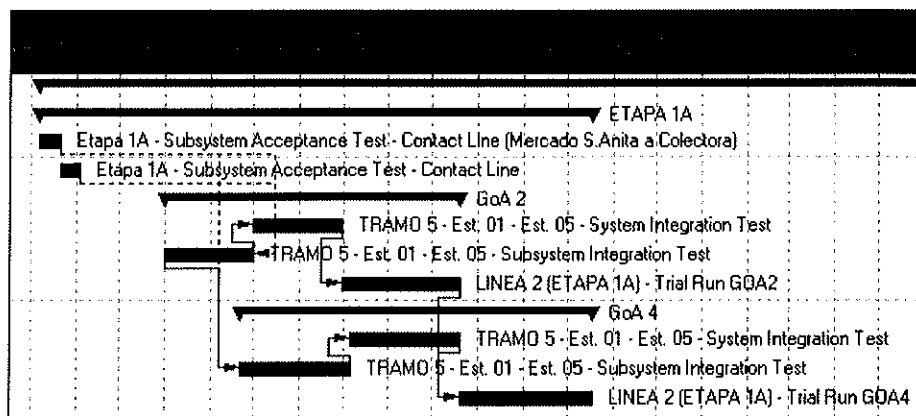 ETAPA 1A
Etapa 1A - Subsystem Acceptance Test - Contact Line (Mercado S.Anita a Colectora)
Etapa 1A - Subsystem Acceptance Test - Contact Line
GoA 2
TRAMO 5 - Est. 01 - Est. 05 - System Integration Test
TRAMO 5 - Est. 01 - Est. 05 - Subsystem Integration Test
LINEA 2 (ETAPA 1A) - Trial Run GOA2
GoA 4
TRAMO 5 - Est. 01 - Est. 05 - System Integration Test
TRAMO 5 - Est. 01 - Est. 05 - Subsystem Integration Test
LINEA 2 (ETAPA 1A) - Trial Run GOA4